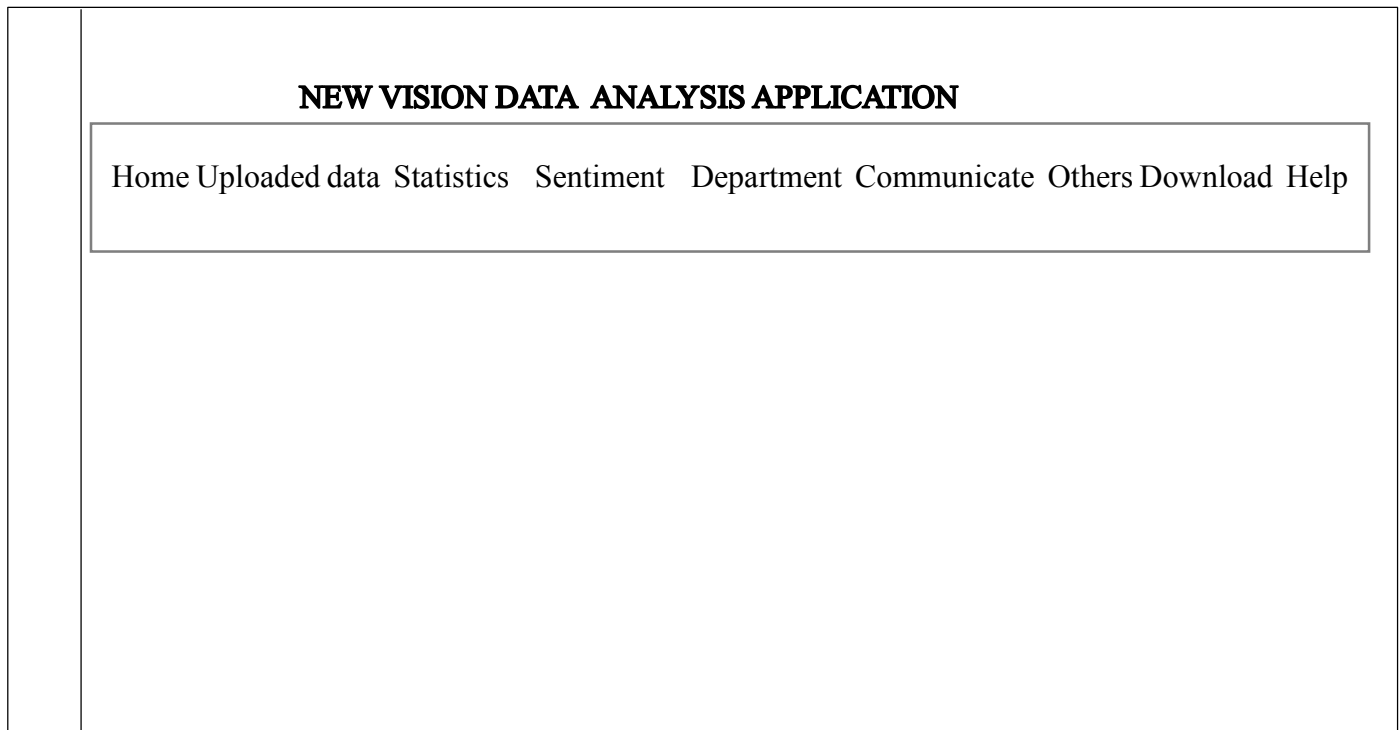 NEW VISION DATA ANALYSIS APPLICATION
Home Uploaded data Statistics Sentiment Department Communicate Others Download Help